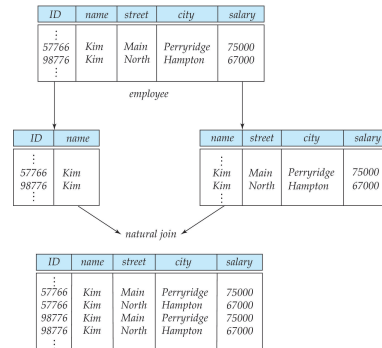 ID name street city salary
⋮
57766 Kim Main Perryridge 75000
98776 Kim North Hampton 67000
⋮
employee
ID name
⋮
57766 Kim
98776 Kim
⋮
name street city salary
⋮
Kim Main Perryridge 75000
Kim North Hampton 67000
⋮
natural join
ID name street city salary
⋮
57766 Kim Main Perryridge 75000
57766 Kim North Hampton 67000
98776 Kim Main Perryridge 75000
98776 Kim North Hampton 67000
⋮